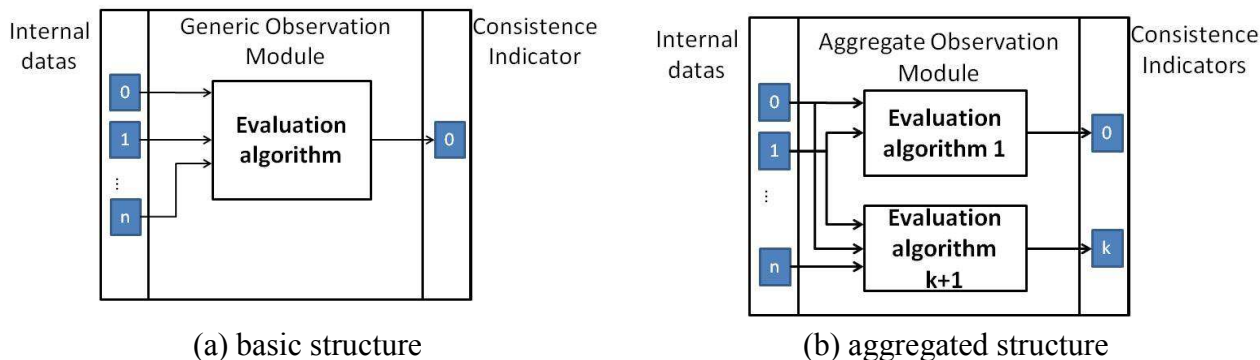 Internal
datas
Generic Observation
Module
Consistence
Indicator
0
1
...
n
Evaluation
algorithm
0
(a) basic structure
Internal
datas
Aggregate Observation
Module
Consistence
Indicators
0
1
...
n
Evaluation
algorithm 1
Evaluation
algorithm
k+1
0
k
(b) aggregated structure